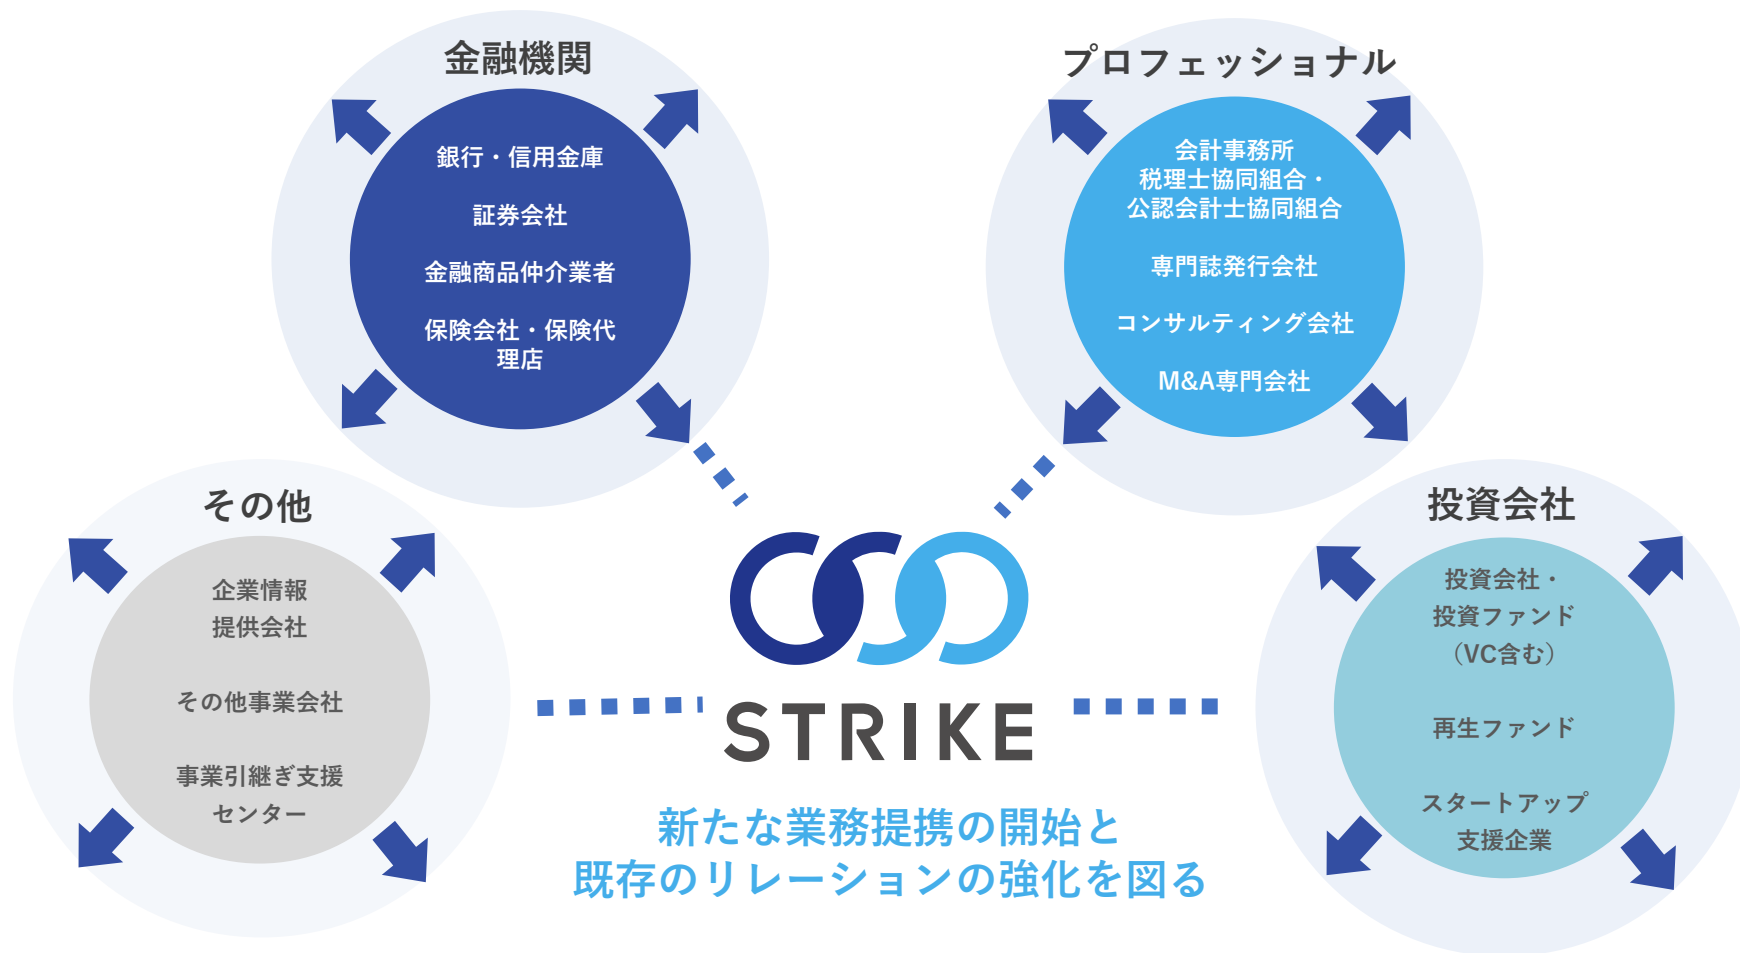 金融機関
銀行・信用金庫
証券会社
金融商品仲介業者
保険会社・保険代
理店
プロフェッショナル
会計事務所
税理士協同組合・
公認会計士協同組合
専門誌発行会社
コンサルティング会社
M&A専門会社
その他
企業情報
提供会社
その他事業会社
事業引継ぎ支援
センター
STRIKE
新たな業務提携の開始と
既存のリレーションの強化を図る
投資会社
投資会社・
投資ファンド
（VC含む）
再生ファンド
スタートアップ
支援企業